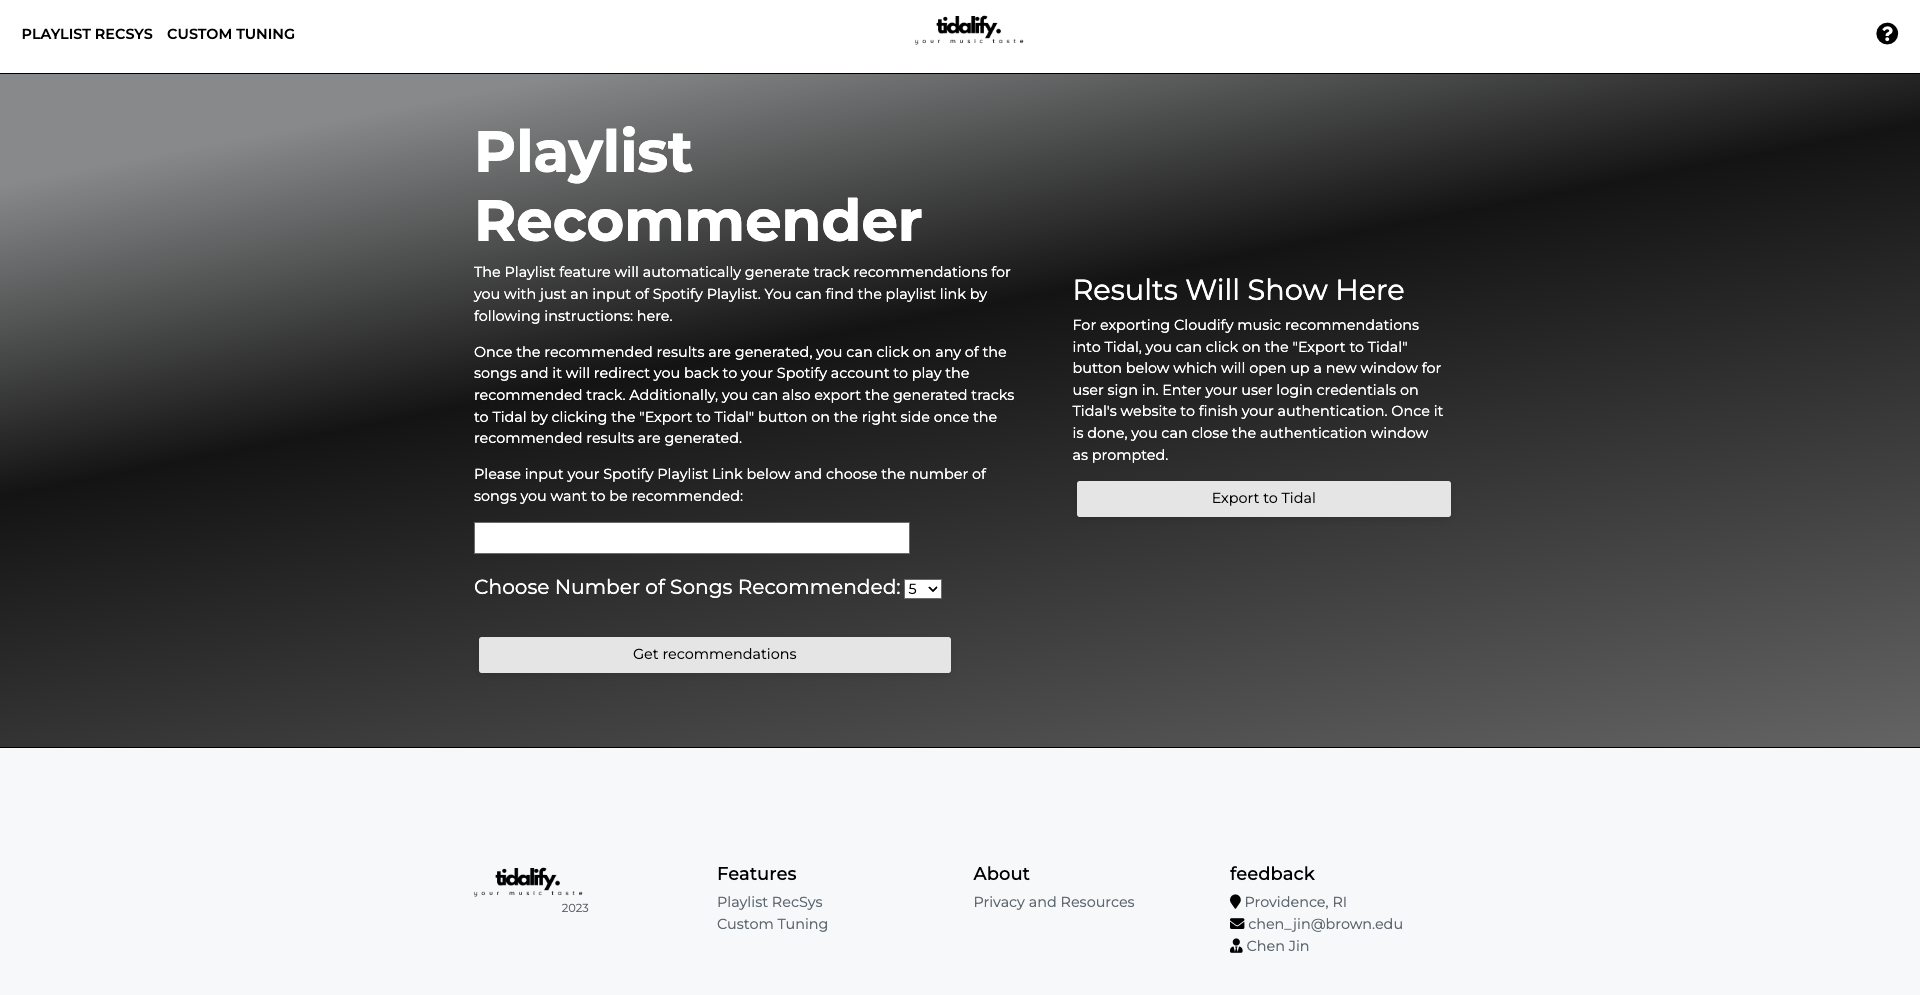 PLAYLIST RECSYS CUSTOM TUNING
tidalify.
your music taste
?
Playlist
Recommender
The Playlist feature will automatically generate track recommendations for
you with just an input of Spotify Playlist. You can find the playlist link by
following instructions: here.
Once the recommended results are generated, you can click on any of the
songs and it will redirect you back to your Spotify account to play the
recommended track. Additionally, you can also export the generated tracks
to Tidal by clicking the "Export to Tidal" button on the right side once the
recommended results are generated.
Please input your Spotify Playlist Link below and choose the number of
songs you want to be recommended:
Choose Number of Songs Recommended: 5
Get recommendations
Results Will Show Here
For exporting Cloudify music recommendations
into Tidal, you can click on the "Export to Tidal"
button below which will open up a new window for
user sign in. Enter your user login credentials on
Tidal's website to finish your authentication. Once it
is done, you can close the authentication window
as prompted.
Export to Tidal
tidalify.
your music taste
2023
Features
Playlist RecSys
Custom Tuning
About
Privacy and Resources
feedback
Providence, RI
chen_jin@brown.edu
Chen Jin